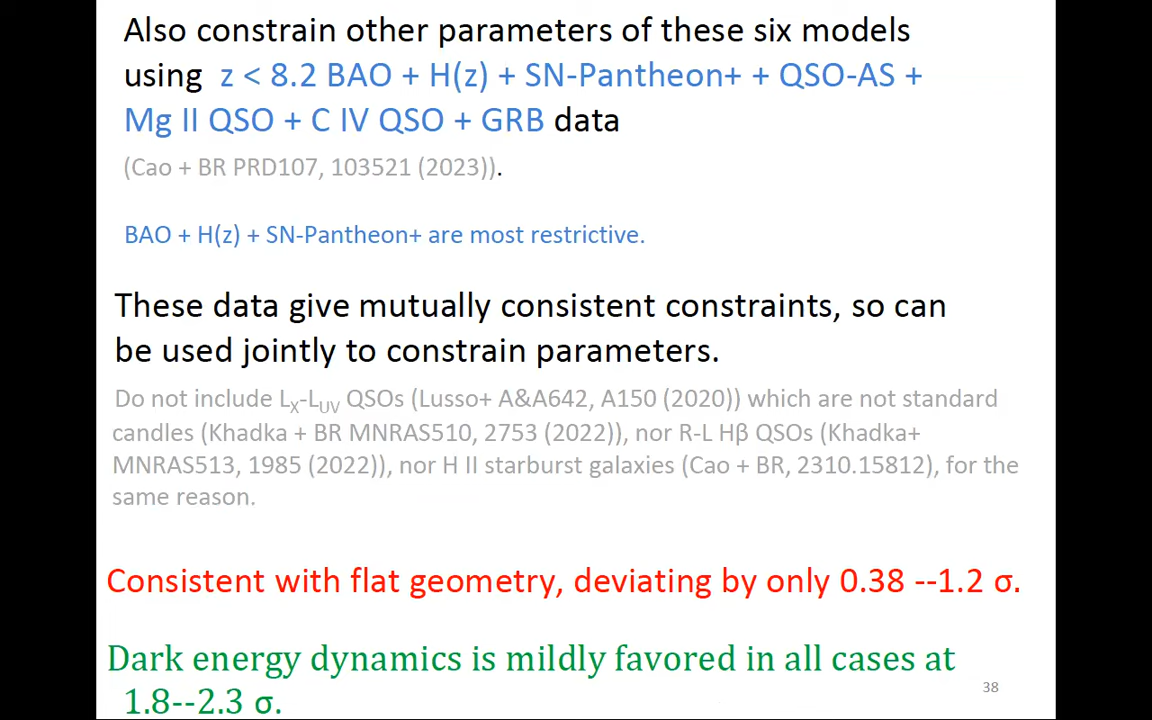 Also constrain other parameters of these six models
using z < 8.2 BAO + H(z) + SN-Pantheon+ + QSO-AS +
Mg II QSO + C IV QSO + GRB data
(Cao + BR PRD107, 103521 (2023)).
BAO + H(z) + SN-Pantheon+ are most restrictive.
These data give mutually consistent constraints, so can
be used jointly to constrain parameters.
Do not include LX-LUV QSOs (Lusso+ A&A642, A150 (2020)) which are not standard
candles (Khadka + BR MNRAS510, 2753 (2022)), nor R-L Hβ QSOs (Khadka+
MNRAS513, 1985 (2022)), nor H II starburst galaxies (Cao + BR, 2310.15812), for the
same reason.
Consistent with flat geometry, deviating by only 0.38 --1.2 σ.
Dark energy dynamics is mildly favored in all cases at
1.8--2.3 σ.
38